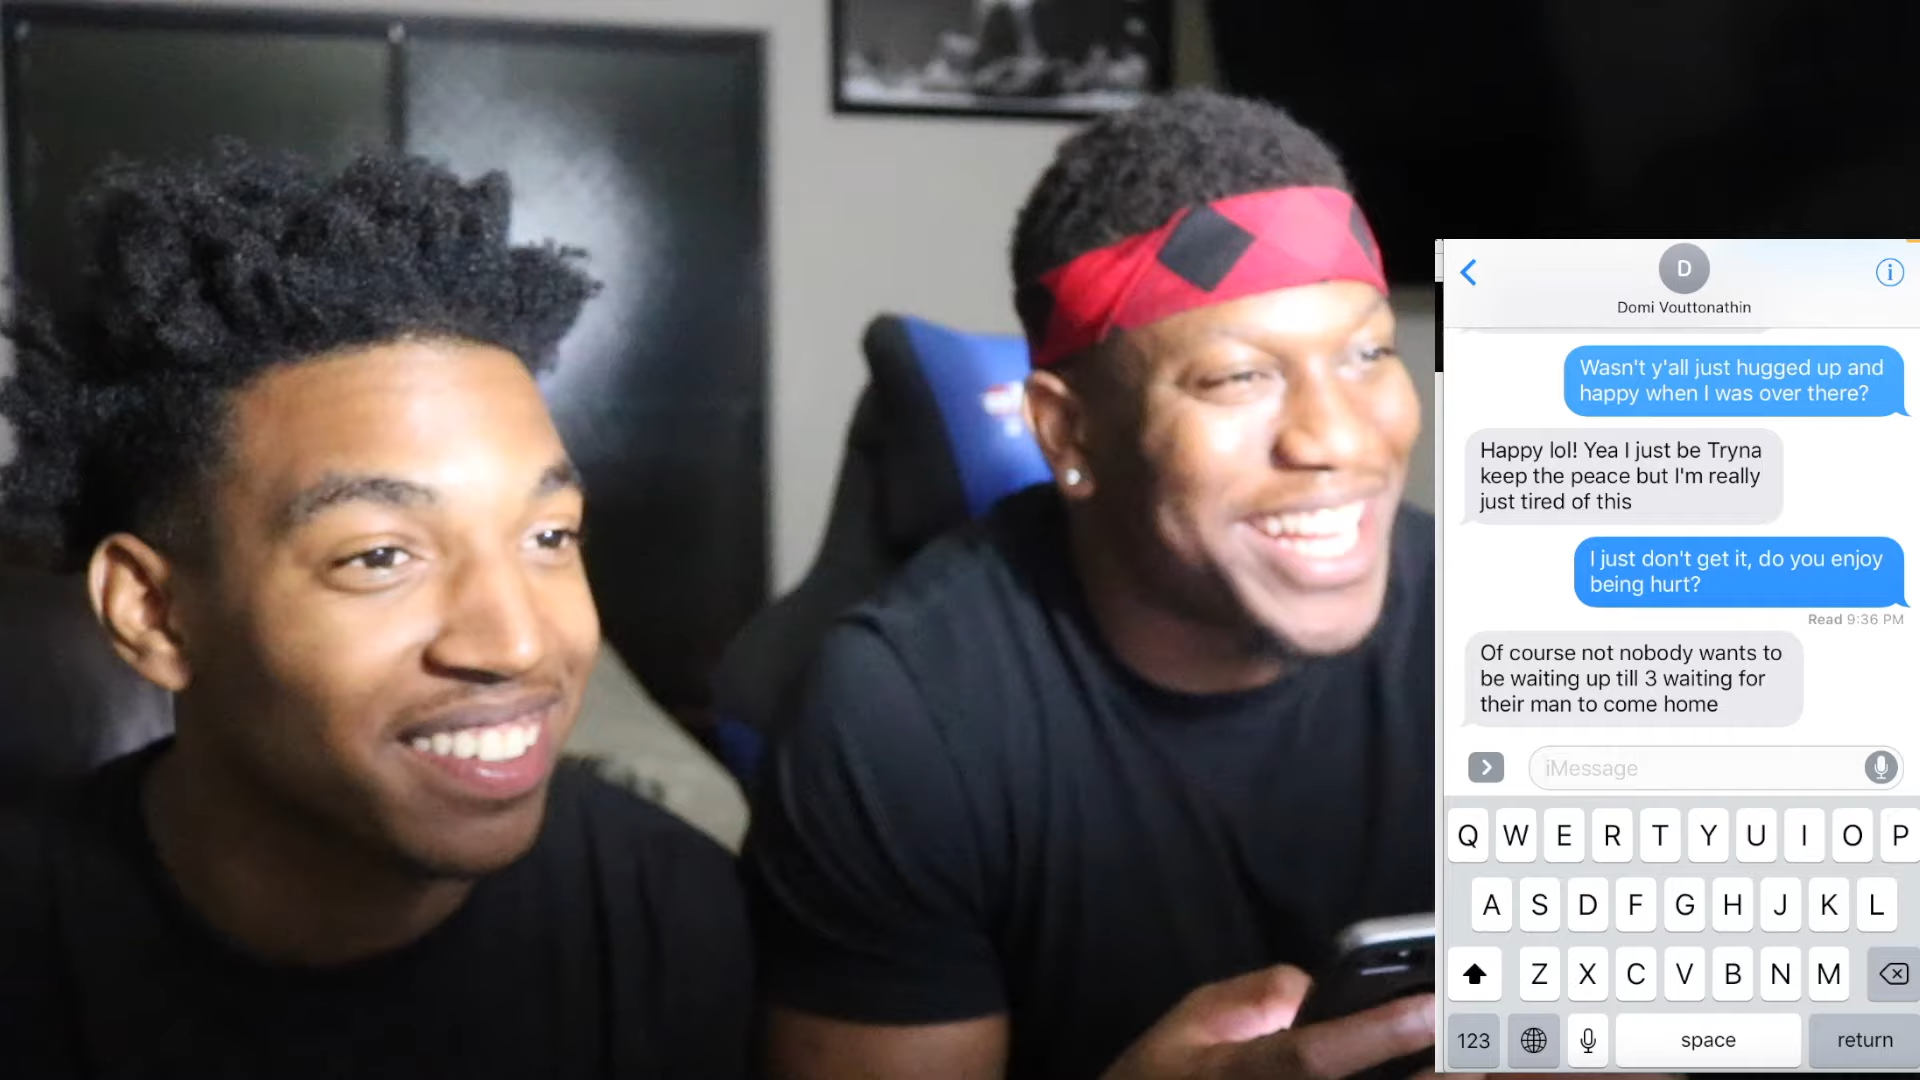 D
Domi Vouttonathin
Wasn't y'all just hugged up and
happy when I was over there?
Happy lol! Yea I just be Tryna
keep the peace but I'm really
just tired of this
I just don't get it, do you enjoy
being hurt?
Read 9:36 PM
Of course not nobody wants to
be waiting up till 3 waiting for
their man to come home
iMessage
Q W E R T Y U I O P
A S D F G H J K L
Z X C V B N M
123 space return